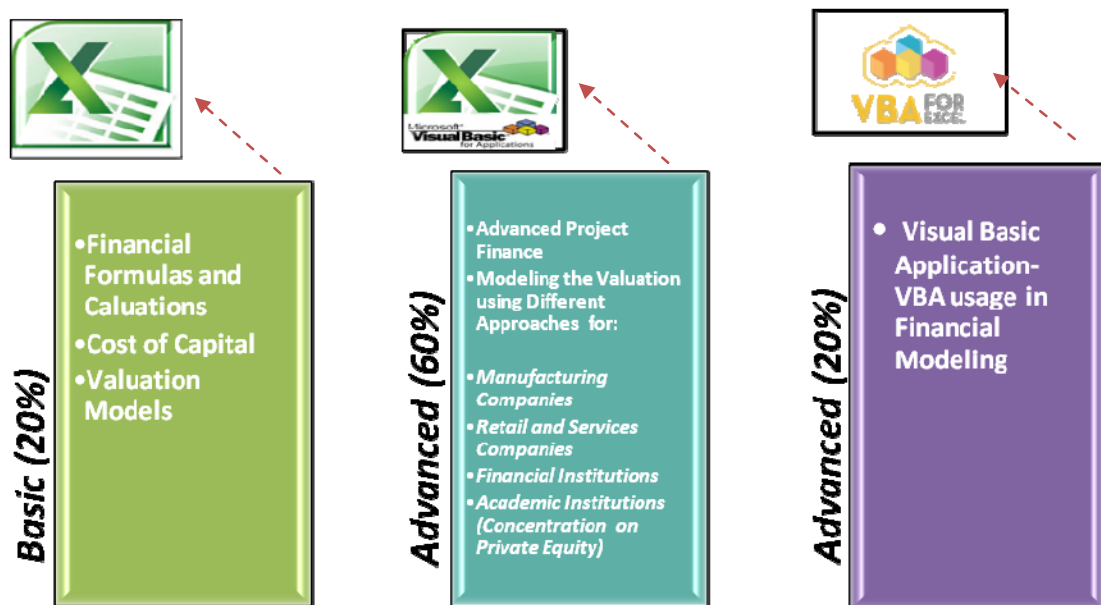 Microsoft®
Visual Basic
for Applications
VBA FOR
EXCEL
Basic (20%)
•Financial
Formulas and
Caluations
•Cost of Capital
•Valuation
Models
Advanced (60%)
•Advanced Project
Finance
•Modeling the Valuation
using Different
Approaches for:
•Manufacturing
Companies
•Retail and Services
Companies
•Financial Institutions
•Academic Institutions
(Concentration on
Private Equity)
Advanced (20%)
• Visual Basic
Application-
VBA usage in
Financial
Modeling